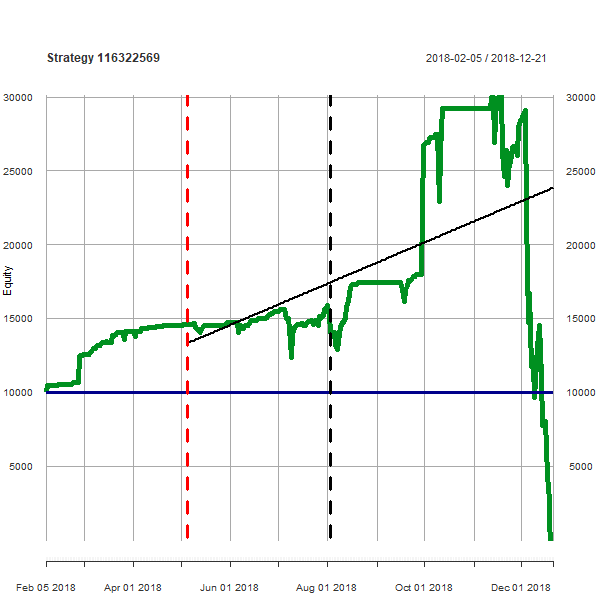 Strategy 116322569
2018-02-05 / 2018-12-21
30000
30000
25000
25000
20000
20000
Equity
15000
15000
10000
10000
5000
5000
Feb 05 2018
Apr 01 2018
Jun 01 2018
Aug 01 2018
Oct 01 2018
Dec 01 2018